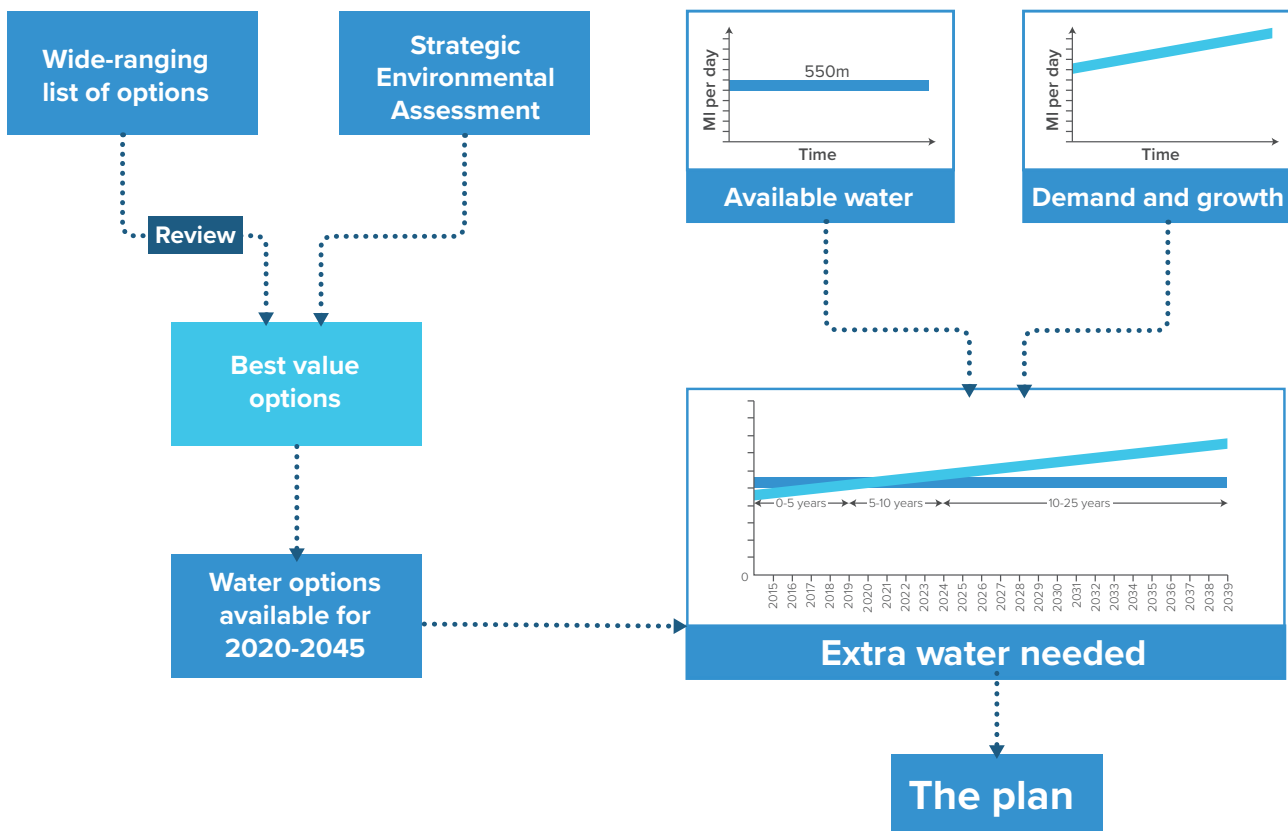 Wide-ranging
list of options
Strategic
Environmental
Assessment
Review
Best value
options
Water options
available for
2020-2045
Ml per day
550m
Time
Available water
Ml per day
Time
Demand and growth
0-5 years
5-10 years
10-25 years
0
2015
2016
2017
2018
2019
2020
2021
2022
2023
2024
2025
2026
2027
2028
2029
2030
2031
2032
2033
2034
2035
2036
2037
2038
2039
Extra water needed
The plan